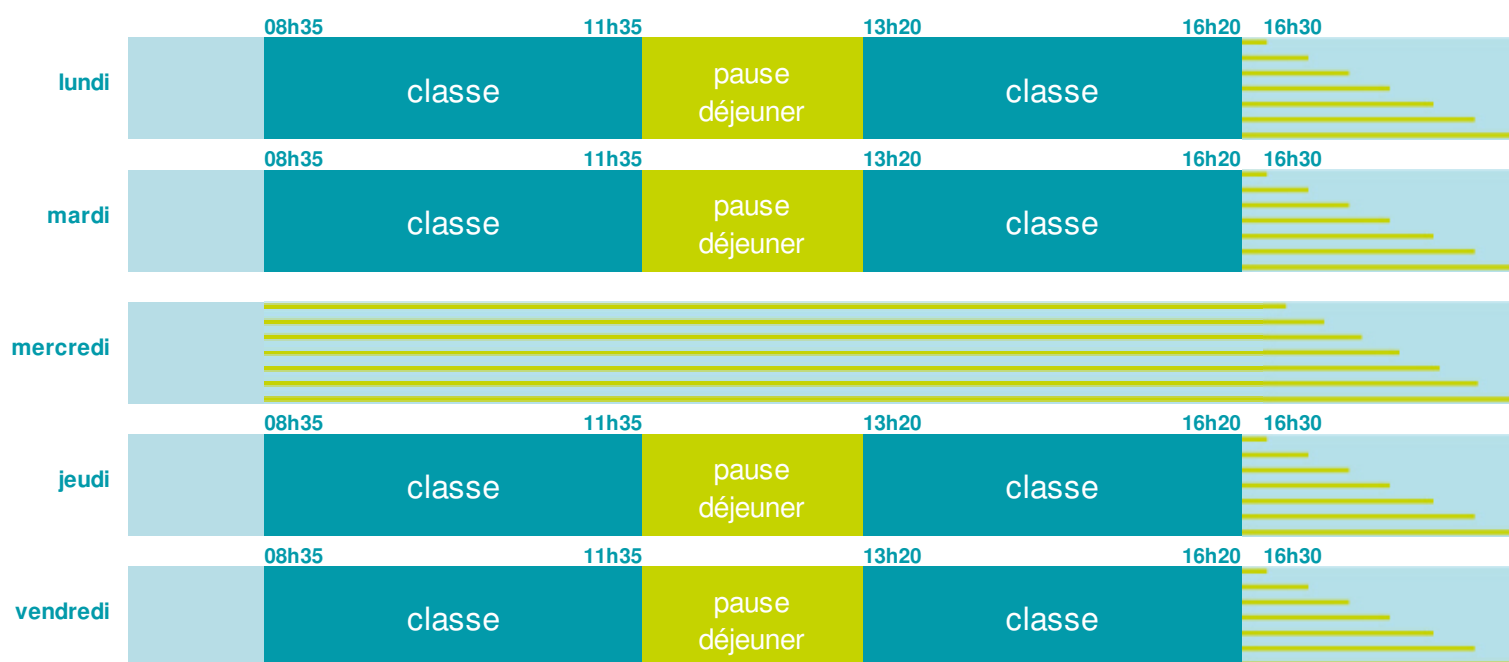 08h35 11h35 13h20 16h20 16h30
lundi classe pause déjeuner classe
08h35 11h35 13h20 16h20 16h30
mardi classe pause déjeuner classe
mercredi
08h35 11h35 13h20 16h20 16h30
jeudi classe pause déjeuner classe
08h35 11h35 13h20 16h20 16h30
vendredi classe pause déjeuner classe